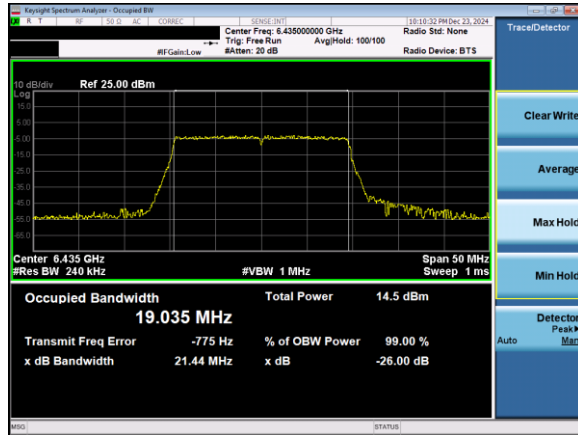 Keysight Spectrum Analyzer - Occupied BW
R T RF 50 Ω AC CORREC SENSE:INT 10:10:32 PM Dec 23, 2024
Center Freq: 6.435000000 GHz Radio Std: None
Trig: Free Run Avg|Hold: 100/100
#IFGain:Low #Atten: 20 dB Radio Device: BTS
Trace/Detector
10 dB/div Ref 25.00 dBm
Log
15.0
5.00
-5.00
-15.0
-25.0
-35.0
-45.0
-55.0
-65.0
Center 6.435 GHz Span 50 MHz
#Res BW 240 kHz #VBW 1 MHz Sweep 1 ms
Occupied Bandwidth Total Power 14.5 dBm
19.035 MHz
Transmit Freq Error -775 Hz % of OBW Power 99.00 %
x dB Bandwidth 21.44 MHz x dB -26.00 dB
Clear Write
Average
Max Hold
Min Hold
Detector
Peak
Auto Man
MSG STATUS